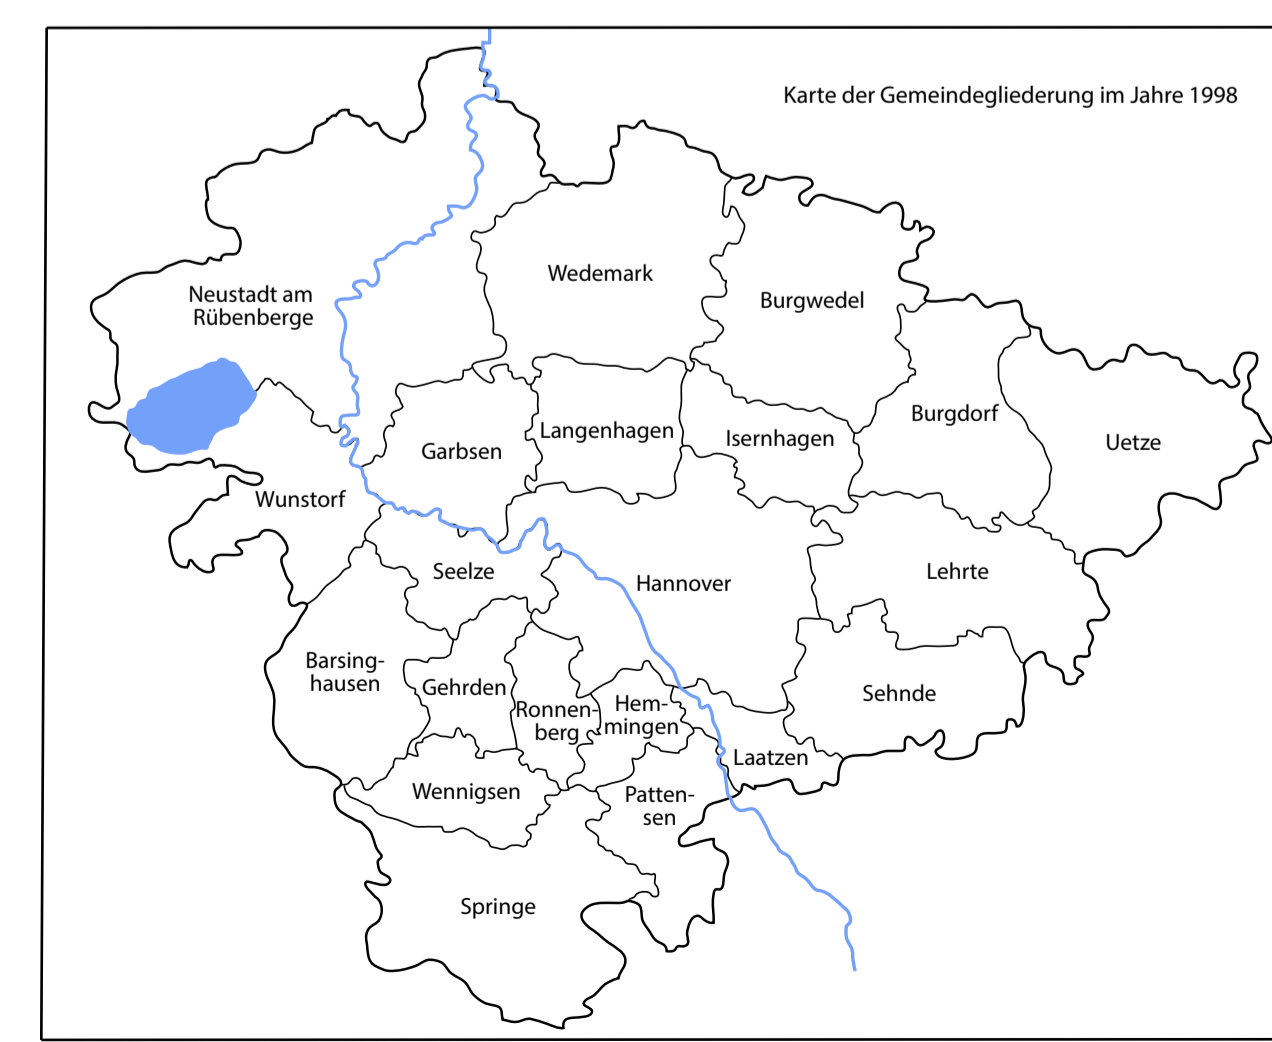 Karte der Gemeindegliederung im Jahre 1998
Wedemark
Neustadt am
Rübenberge
Burgwedel
Burgdorf
Langenhagen
Isernhagen
Uetze
Garbsen
Wunstorf
Seelze
Hannover
Lehrte
Barsing-
hausen
Gehrden
Sehnde
Ronnen-
berg
Hem-
mingen
Laatzen
Wennigsen
Patten-
sen
Springe